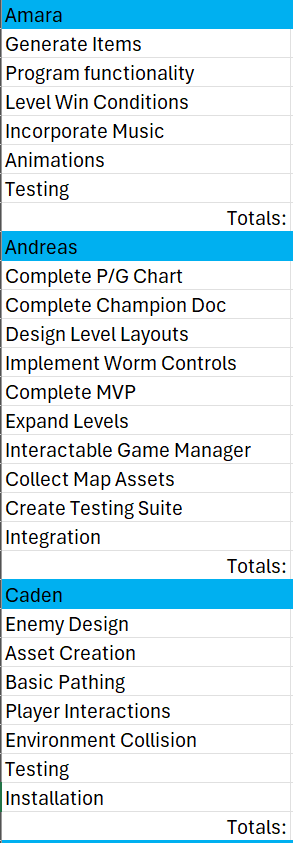 Amara
Generate Items
Program functionality
Level Win Conditions
Incorporate Music
Animations
Testing
Totals:
Andreas
Complete P/G Chart
Complete Champion Doc
Design Level Layouts
Implement Worm Controls
Complete MVP
Expand Levels
Interactable Game Manager
Collect Map Assets
Create Testing Suite
Integration
Totals:
Caden
Enemy Design
Asset Creation
Basic Pathing
Player Interactions
Environment Collision
Testing
Installation
Totals: